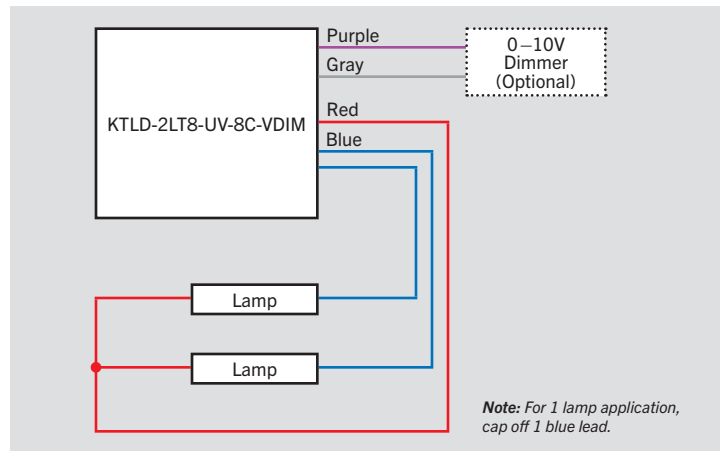 Purple
Gray
0–10V
Dimmer
(Optional)
KTLD-2LT8-UV-8C-VDIM
Red
Blue
Lamp
Lamp
Note: For 1 lamp application,
cap off 1 blue lead.